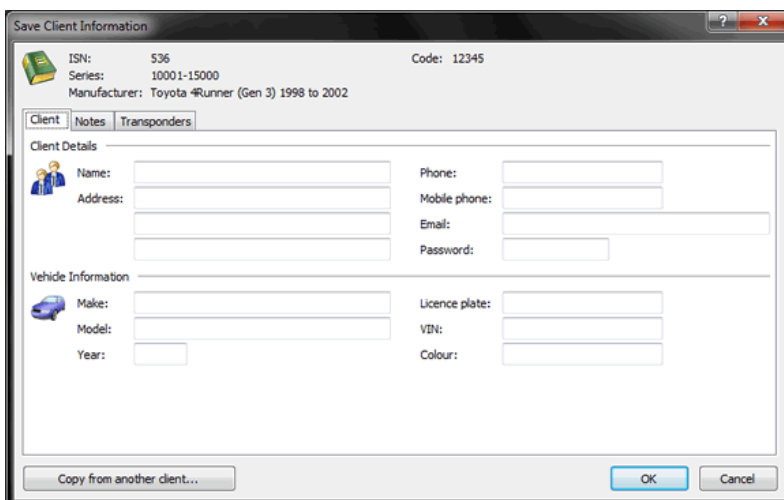 Save Client Information
ISN: 536 Code: 12345
Series: 10001-15000
Manufacturer: Toyota 4Runner (Gen 3) 1998 to 2002
Client Notes Transponders
Client Details
Name: Phone:
Address: Mobile phone:
Email:
Password:
Vehicle Information
Make: Licence plate:
Model: VIN:
Year: Colour:
Copy from another client... OK Cancel